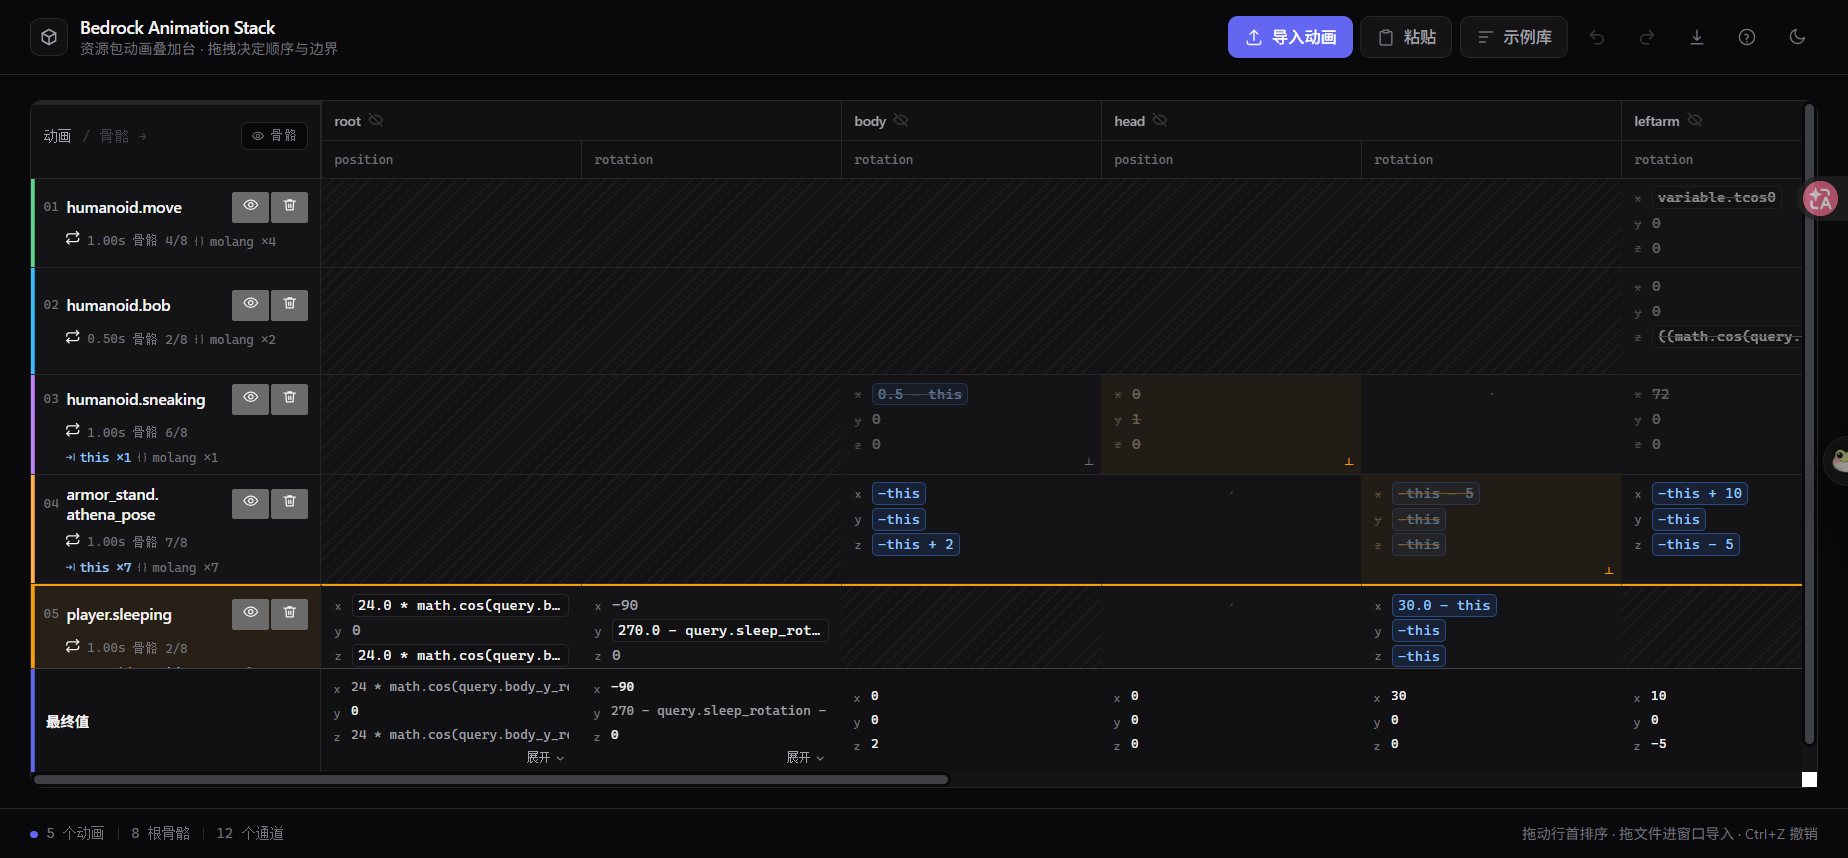 Bedrock Animation Stack
资源包动画叠加台 · 拖拽决定顺序与边界
导入动画
粘贴
示例库
动画 / 骨骼 →
骨骼
root
body
head
leftarm
position
rotation
rotation
position
rotation
rotation
01 humanoid.move
1.00s 骨骼 4/8 molang ×4
x variable.tcos0
y 0
z 0
02 humanoid.bob
0.50s 骨骼 2/8 molang ×2
x 0
y 0
z {(math.cos(query.
03 humanoid.sneaking
1.00s 骨骼 6/8
this ×1 molang ×1
x 0.5 - this
y 0
z 0
x 0
y 1
z 0
x 72
y 0
z 0
04 armor_stand.
athena_pose
1.00s 骨骼 7/8
this ×7 molang ×7
x -this
y -this
z -this + 2
x -this - 5
y -this
z -this
x -this + 10
y -this
z -this - 5
05 player.sleeping
1.00s 骨骼 2/8
x 24.0 * math.cos(query.b…
y 0
z 24.0 * math.cos(query.b…
x -90
y 270.0 - query.sleep_rot…
z 0
x 30.0 - this
y -this
z -this
最终值
x 24 * math.cos(query.body_y_r
y 0
z 24 * math.cos(query.body_y_r
展开
x -90
y 270 - query.sleep_rotation -
z 0
展开
x 0
y 0
z 2
x 0
y 0
z 0
x 30
y 0
z 0
x 10
y 0
z -5
5 个动画
8 根骨骼
12 个通道
拖动行首排序 · 拖文件进窗口导入 · Ctrl+Z 撤销